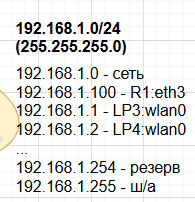 192.168.1.0/24
(255.255.255.0)
192.168.1.0 - сеть
192.168.1.100 - R1:eth3
192.168.1.1 - LP3:wlan0
192.168.1.2 - LP4:wlan0
...
192.168.1.254 - резерв
192.168.1.255 - ш/а